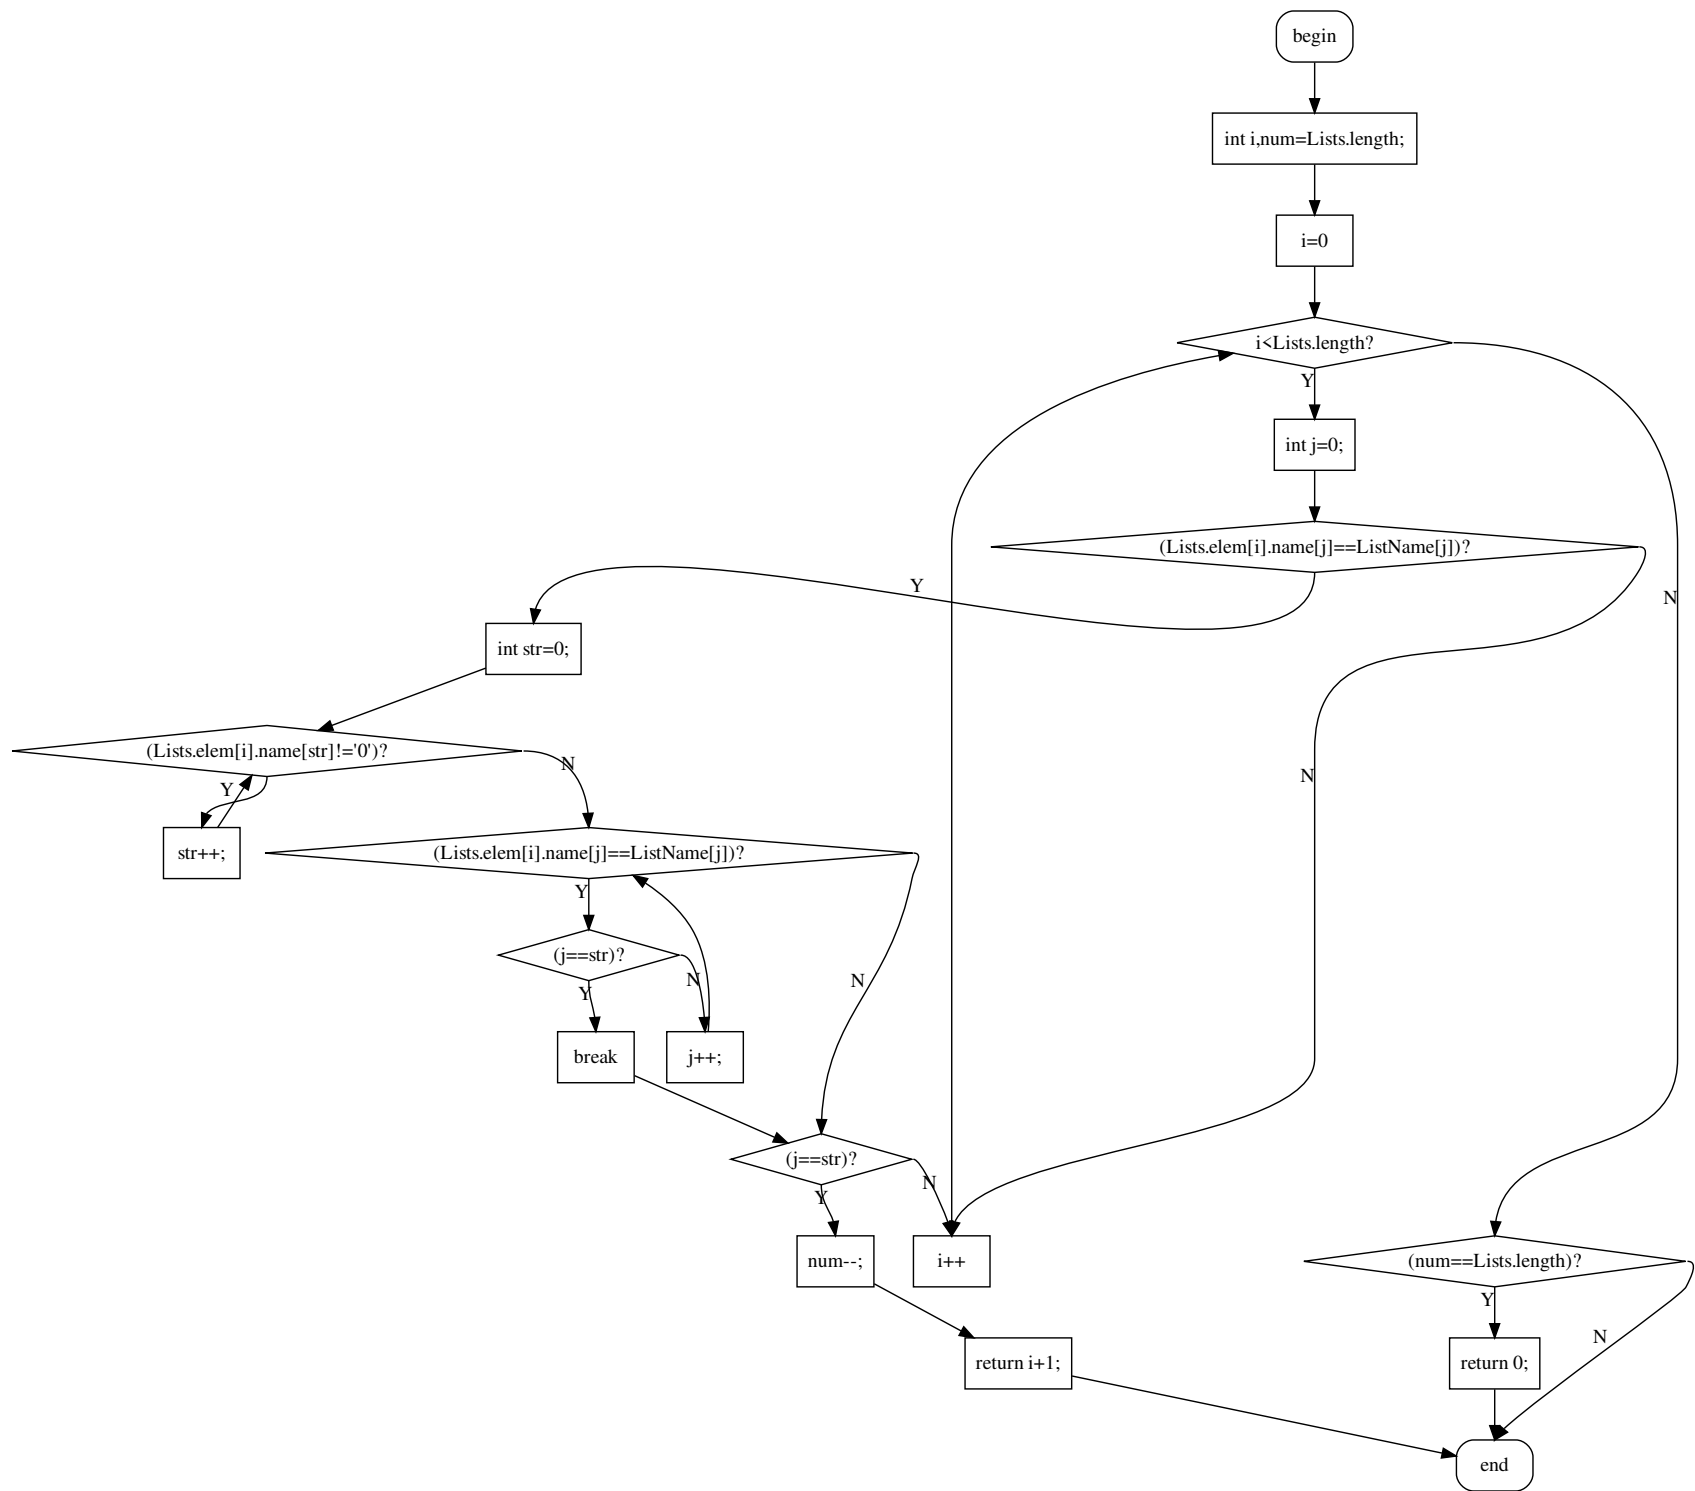 begin
int i,num=Lists.length;
i=0
i<Lists.length?
Y
int j=0;
(Lists.elem[i].name[j]==ListName[j])?
Y
N
int str=0;
(Lists.elem[i].name[str]!='0')?
N
N
Y
str++;
(Lists.elem[i].name[j]==ListName[j])?
Y
(j==str)?
N
N
Y
break
j++;
(j==str)?
N
Y
num--;
i++
(num==Lists.length)?
Y
N
return i+1;
return 0;
end